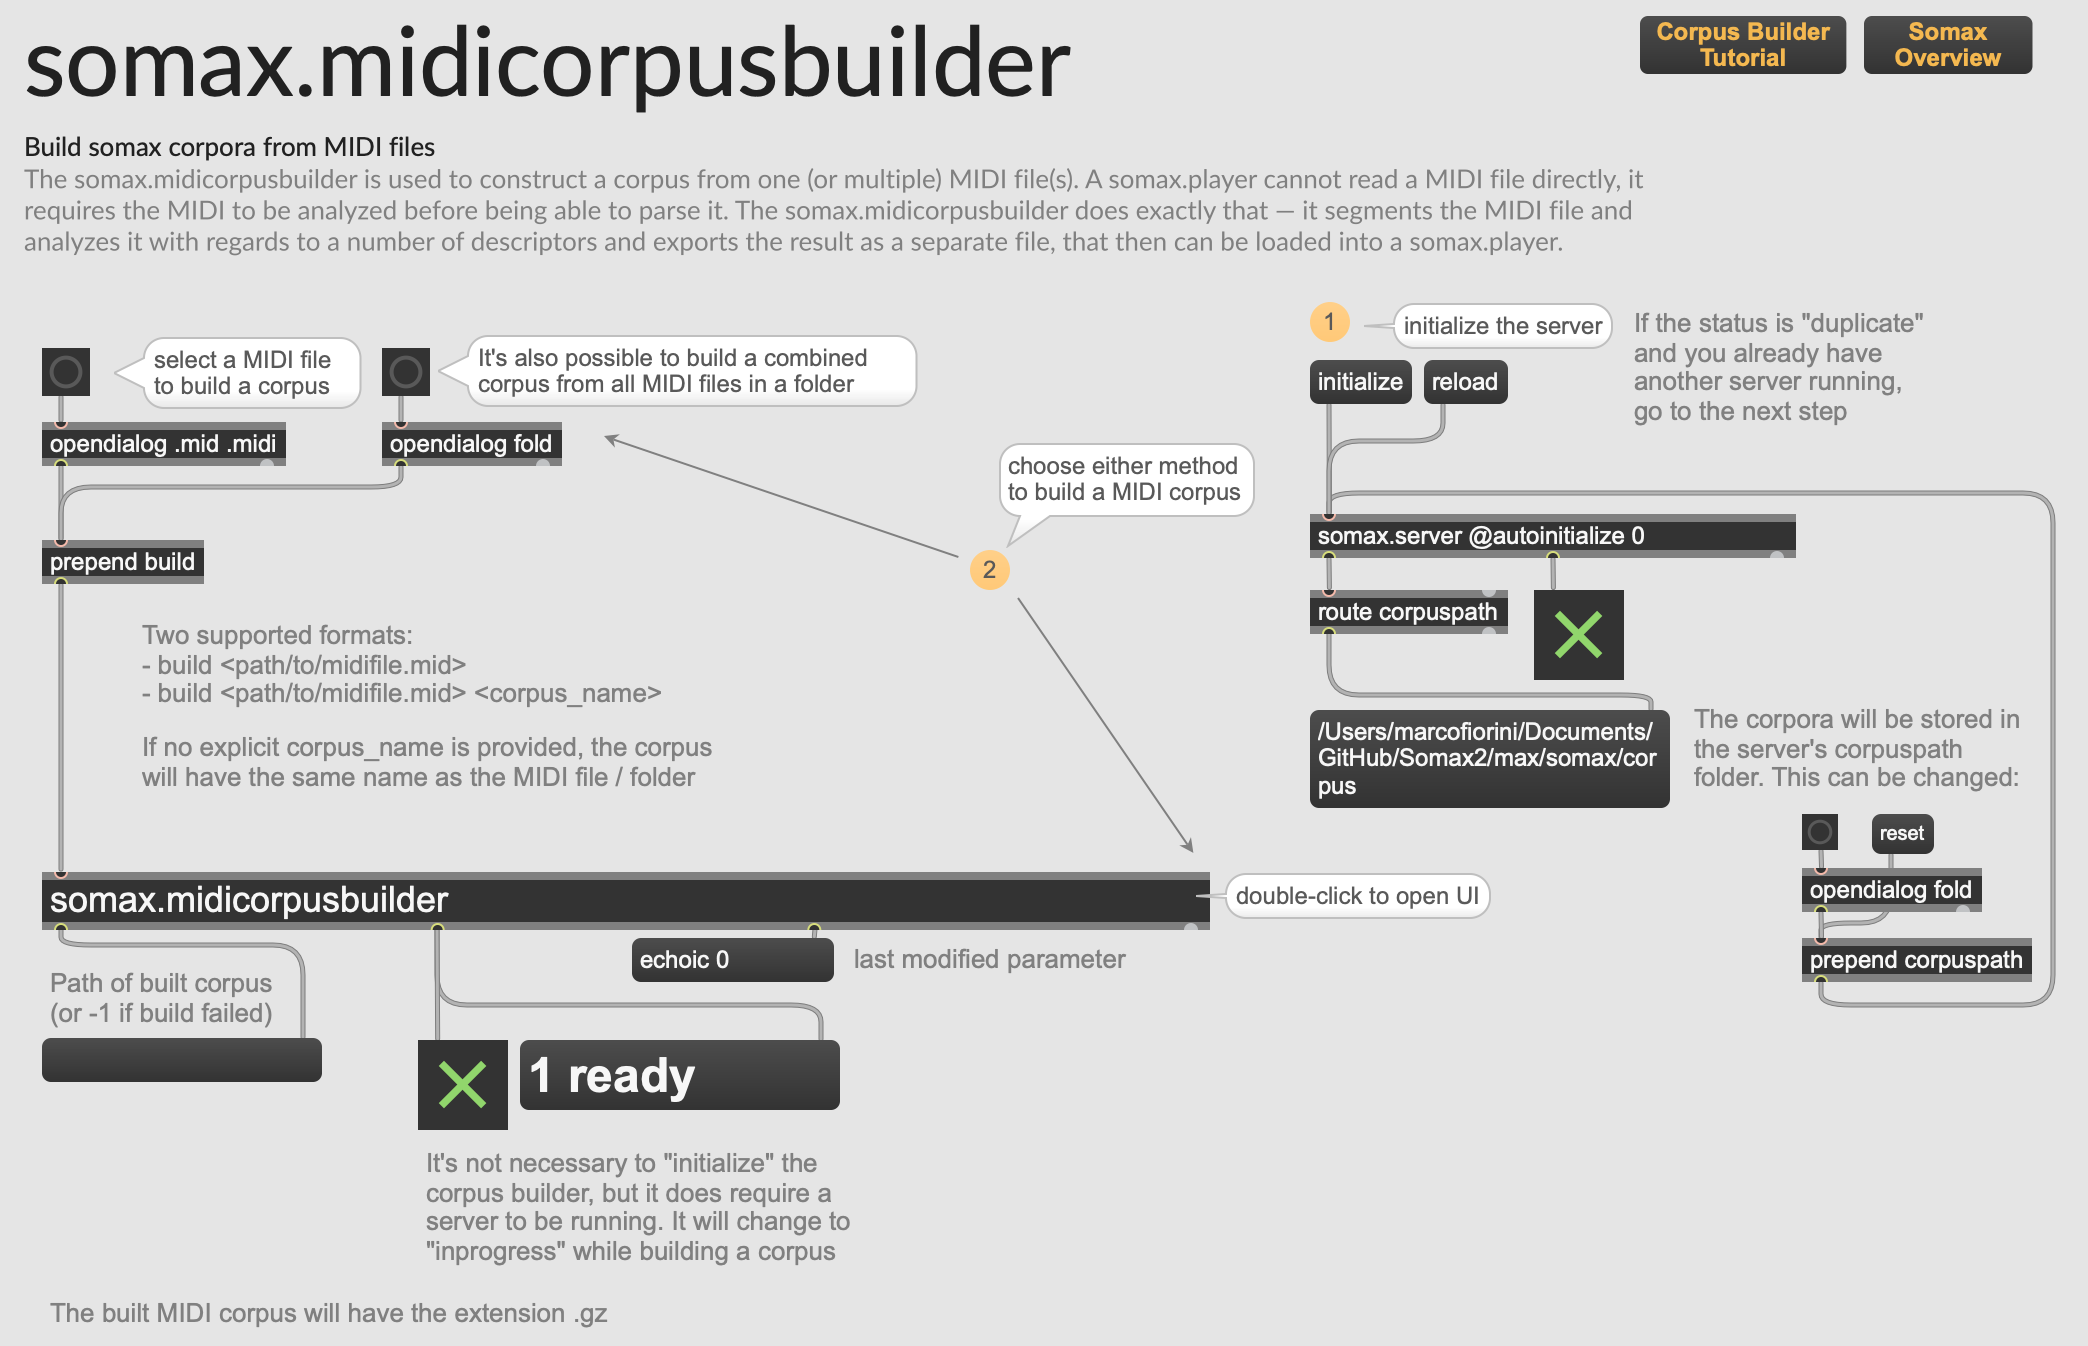 somax.midicorpusbuilder
Corpus Builder
Tutorial
Somax
Overview
Build somax corpora from MIDI files
The somax.midicorpusbuilder is used to construct a corpus from one (or multiple) MIDI file(s). A somax.player cannot read a MIDI file directly, it
requires the MIDI to be analyzed before being able to parse it. The somax.midicorpusbuilder does exactly that — it segments the MIDI file and
analyzes it with regards to a number of descriptors and exports the result as a separate file, that then can be loaded into a somax.player.
select a MIDI file
to build a corpus
It's also possible to build a combined
corpus from all MIDI files in a folder
opendialog .mid .midi
opendialog fold
prepend build
choose either method
to build a MIDI corpus
2
Two supported formats:
- build <path/to/midifile.mid>
- build <path/to/midifile.mid> <corpus_name>
If no explicit corpus_name is provided, the corpus
will have the same name as the MIDI file / folder
1
initialize the server
If the status is "duplicate"
and you already have
another server running,
go to the next step
initialize
reload
somax.server @autoinitialize 0
route corpuspath
/Users/marcofiorini/Documents/
GitHub/Somax2/max/somax/cor
pus
The corpora will be stored in
the server's corpuspath
folder. This can be changed:
reset
opendialog fold
prepend corpuspath
somax.midicorpusbuilder
double-click to open UI
echoic 0
last modified parameter
Path of built corpus
(or -1 if build failed)
1 ready
It's not necessary to "initialize" the
corpus builder, but it does require a
server to be running. It will change to
"inprogress" while building a corpus
The built MIDI corpus will have the extension .gz